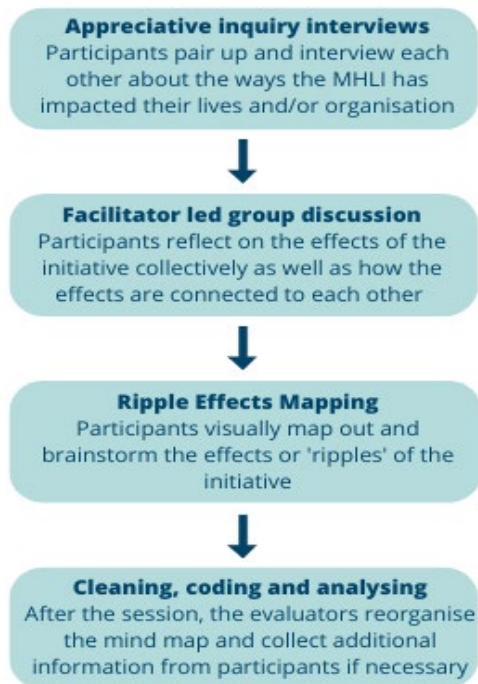 Appreciative inquiry interviews
Participants pair up and interview each
other about the ways the MHLI has
impacted their lives and/or organisation
Facilitator led group discussion
Participants reflect on the effects of the
initiative collectively as well as how the
effects are connected to each other
Ripple Effects Mapping
Participants visually map out and
brainstorm the effects or 'ripples' of the
initiative
Cleaning, coding and analysing
After the session, the evaluators reorganise
the mind map and collect additional
information from participants if necessary